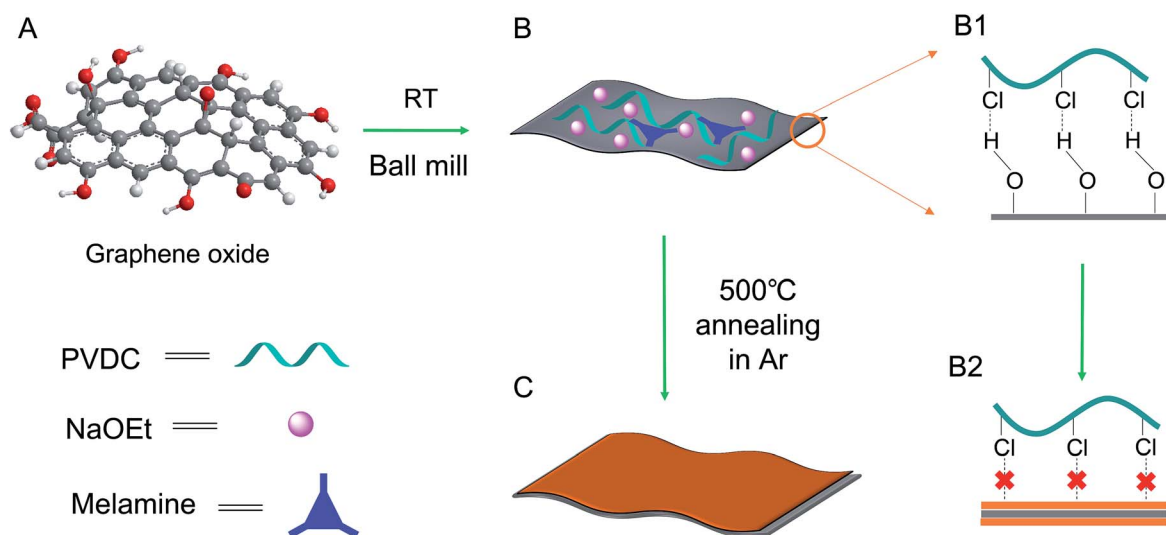 A
RT
Ball mill
Graphene oxide
PVDC
NaOEt
Melamine
B
500℃
annealing
in Ar
C
B1
Cl Cl Cl
H H H
O O O
B2
Cl Cl Cl